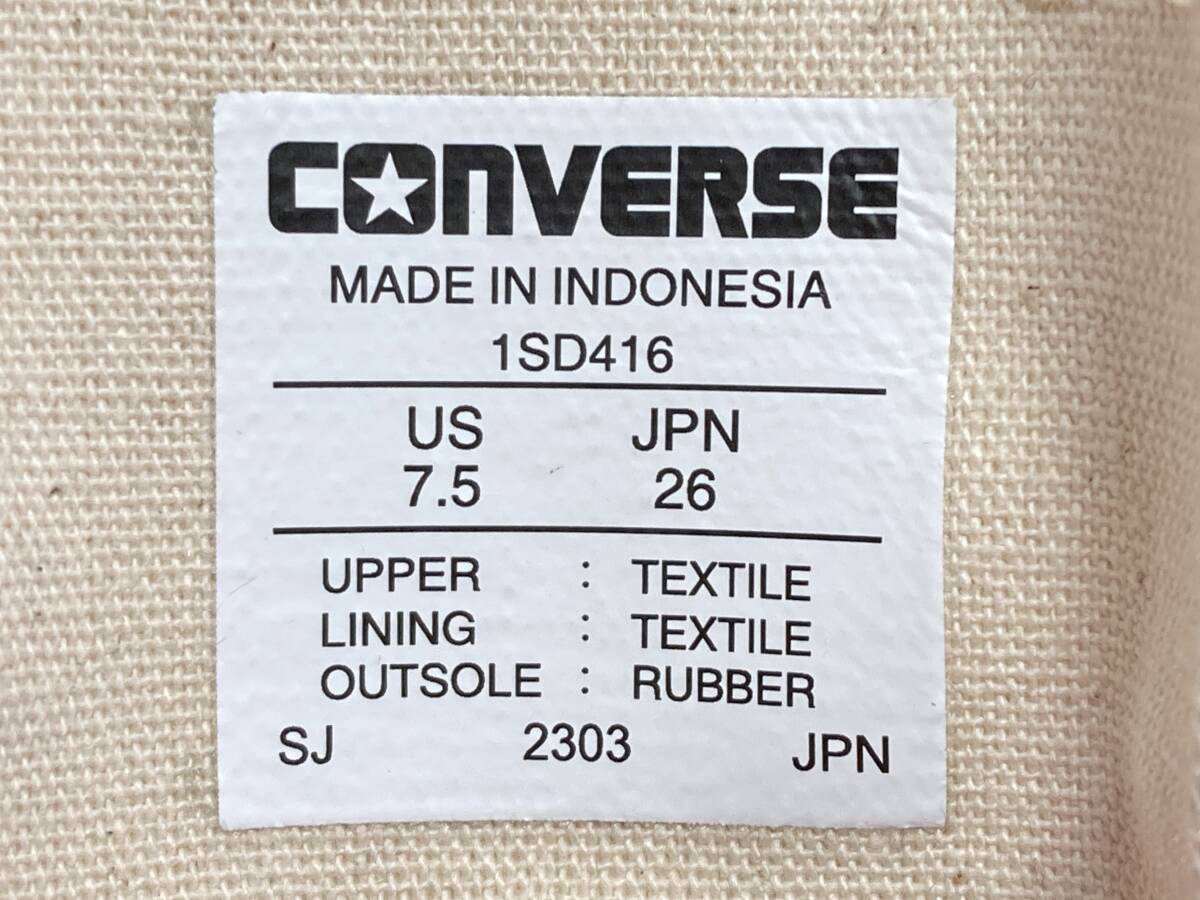 CONVERSE
MADE IN INDONESIA
1SD416
US JPN
7.5 26
UPPER : TEXTILE
LINING : TEXTILE
OUTSOLE : RUBBER
SJ 2303 JPN